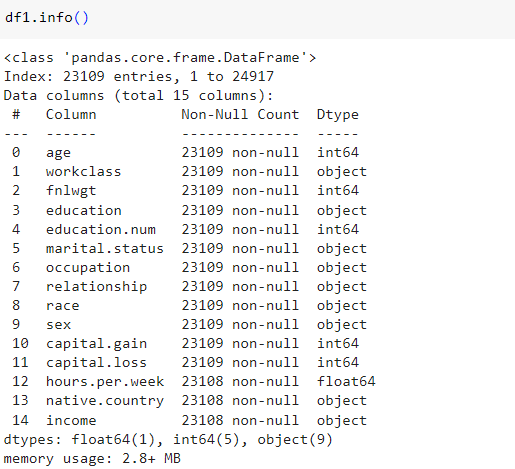 df1.info()
<class 'pandas.core.frame.DataFrame'>
Index: 23109 entries, 1 to 24917
Data columns (total 15 columns):
 #   Column          Non-Null Count  Dtype
---  ------          --------------  -----
 0   age             23109 non-null  int64
 1   workclass       23109 non-null  object
 2   fnlwgt          23109 non-null  int64
 3   education       23109 non-null  object
 4   education.num   23109 non-null  int64
 5   marital.status  23109 non-null  object
 6   occupation      23109 non-null  object
 7   relationship    23109 non-null  object
 8   race            23109 non-null  object
 9   sex             23109 non-null  object
 10  capital.gain    23109 non-null  int64
 11  capital.loss    23109 non-null  int64
 12  hours.per.week  23108 non-null  float64
 13  native.country  23108 non-null  object
 14  income          23108 non-null  object
dtypes: float64(1), int64(5), object(9)
memory usage: 2.8+ MB